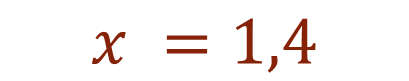 x = 1,4